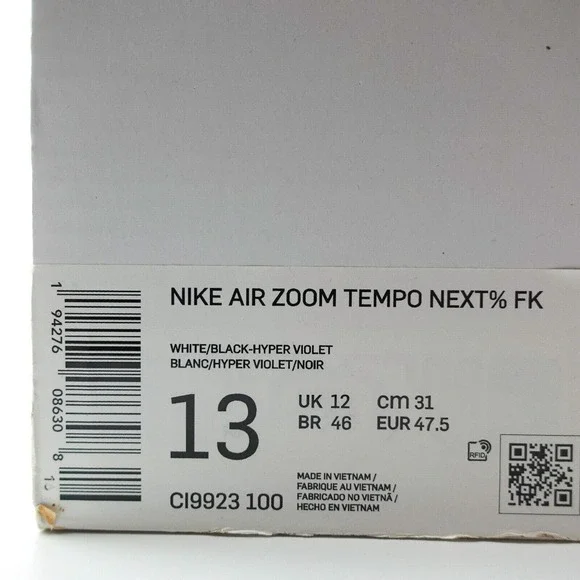 NIKE AIR ZOOM TEMPO NEXT% FK
WHITE/BLACK-HYPER VIOLET
BLANC/HYPER VIOLET/NOIR
13
UK 12 cm 31
BR 46 EUR 47.5
RFID
MADE IN VIETNAM /
FABRIQUE AU VIETNAM /
FABRICADO NO VIETNÃ /
HECHO EN VIETNAM
CI9923 100
1 94276 08630 8